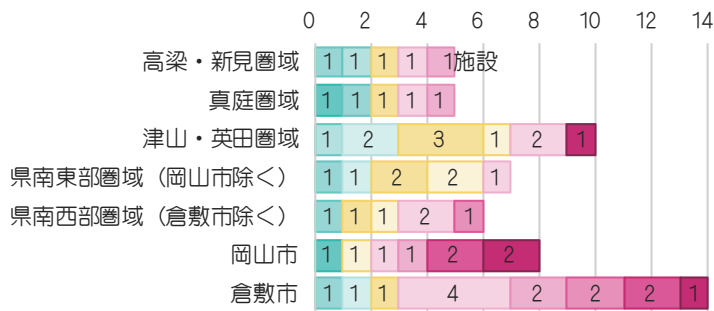 0 2 4 6 8 10 12 14
高梁・新見圏域 1 1 1 1 1施設
真庭圏域 1 1 1 1 1
津山・英田圏域 1 2 3 1 2 1
県南東部圏域（岡山市除く） 1 1 2 2 1
県南西部圏域（倉敷市除く） 1 1 1 2 1
岡山市 1 1 1 1 2 2
倉敷市 1 1 1 4 2 2 2 1